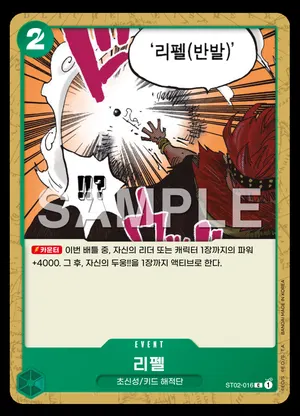 2
'리펠(반발)'
!!?
SAMPLE
카운터 이번 배틀 중, 자신의 리더 또는 캐릭터 1장까지의 파워
+4000. 그 후, 자신의 두웅!!을 1장까지 액티브로 한다.
EVENT
리펠
초신성/키드 해적단
ST02-016 C 1